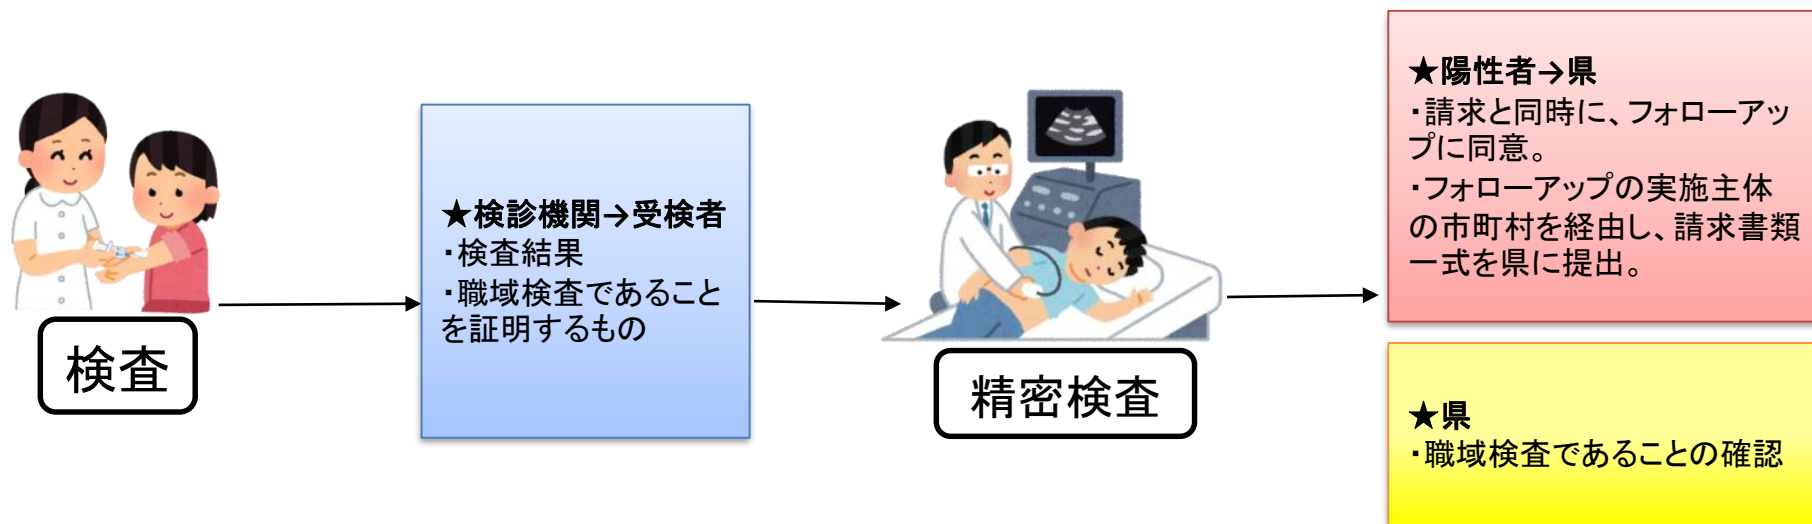 検査
★検診機関→受検者
・検査結果
・職域検査であること
を証明するもの
精密検査
★陽性者→県
・請求と同時に、フォローアッ
プに同意。
・フォローアップの実施主体
の市町村を経由し、請求書類
一式を県に提出。
★県
・職域検査であることの確認